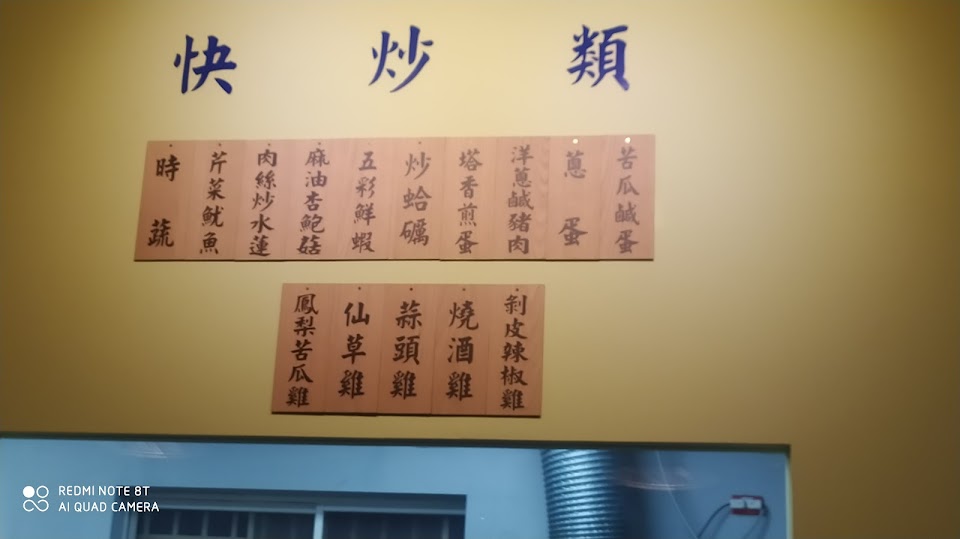 快炒類
苦瓜鹹蛋
蔥蛋
洋蔥鹹豬肉
塔香煎蛋
炒蛤礪
五彩鮮蝦
麻油杏鮑菇
肉絲炒水蓮
芹菜魷魚
時蔬
剝皮辣椒雞
燒酒雞
蒜頭雞
仙草雞
鳳梨苦瓜雞
REDMI NOTE 8T
AI QUAD CAMERA